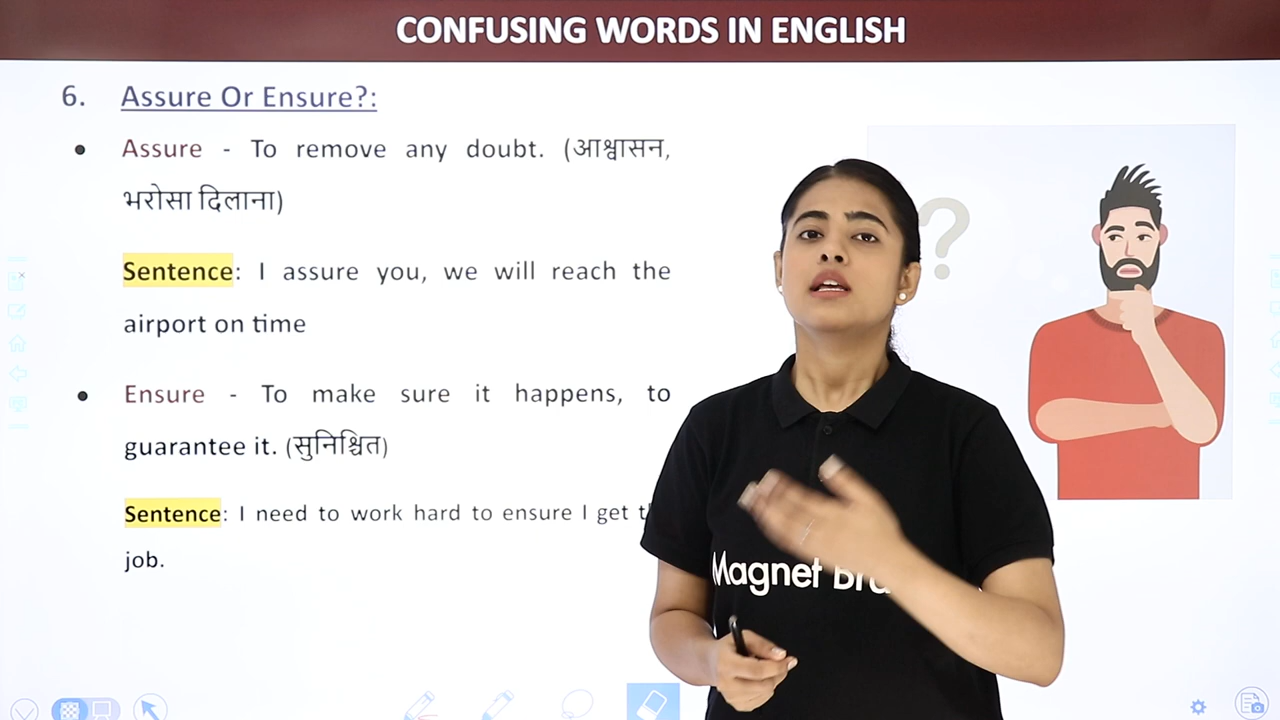 CONFUSING WORDS IN ENGLISH
6. Assure Or Ensure?:
• Assure - To remove any doubt. (आश्वासन,
भरोसा दिलाना)
Sentence: I assure you, we will reach the
airport on time
• Ensure - To make sure it happens, to
guarantee it. (सुनिश्चित)
Sentence: I need to work hard to ensure I get
job.
?
Magnet